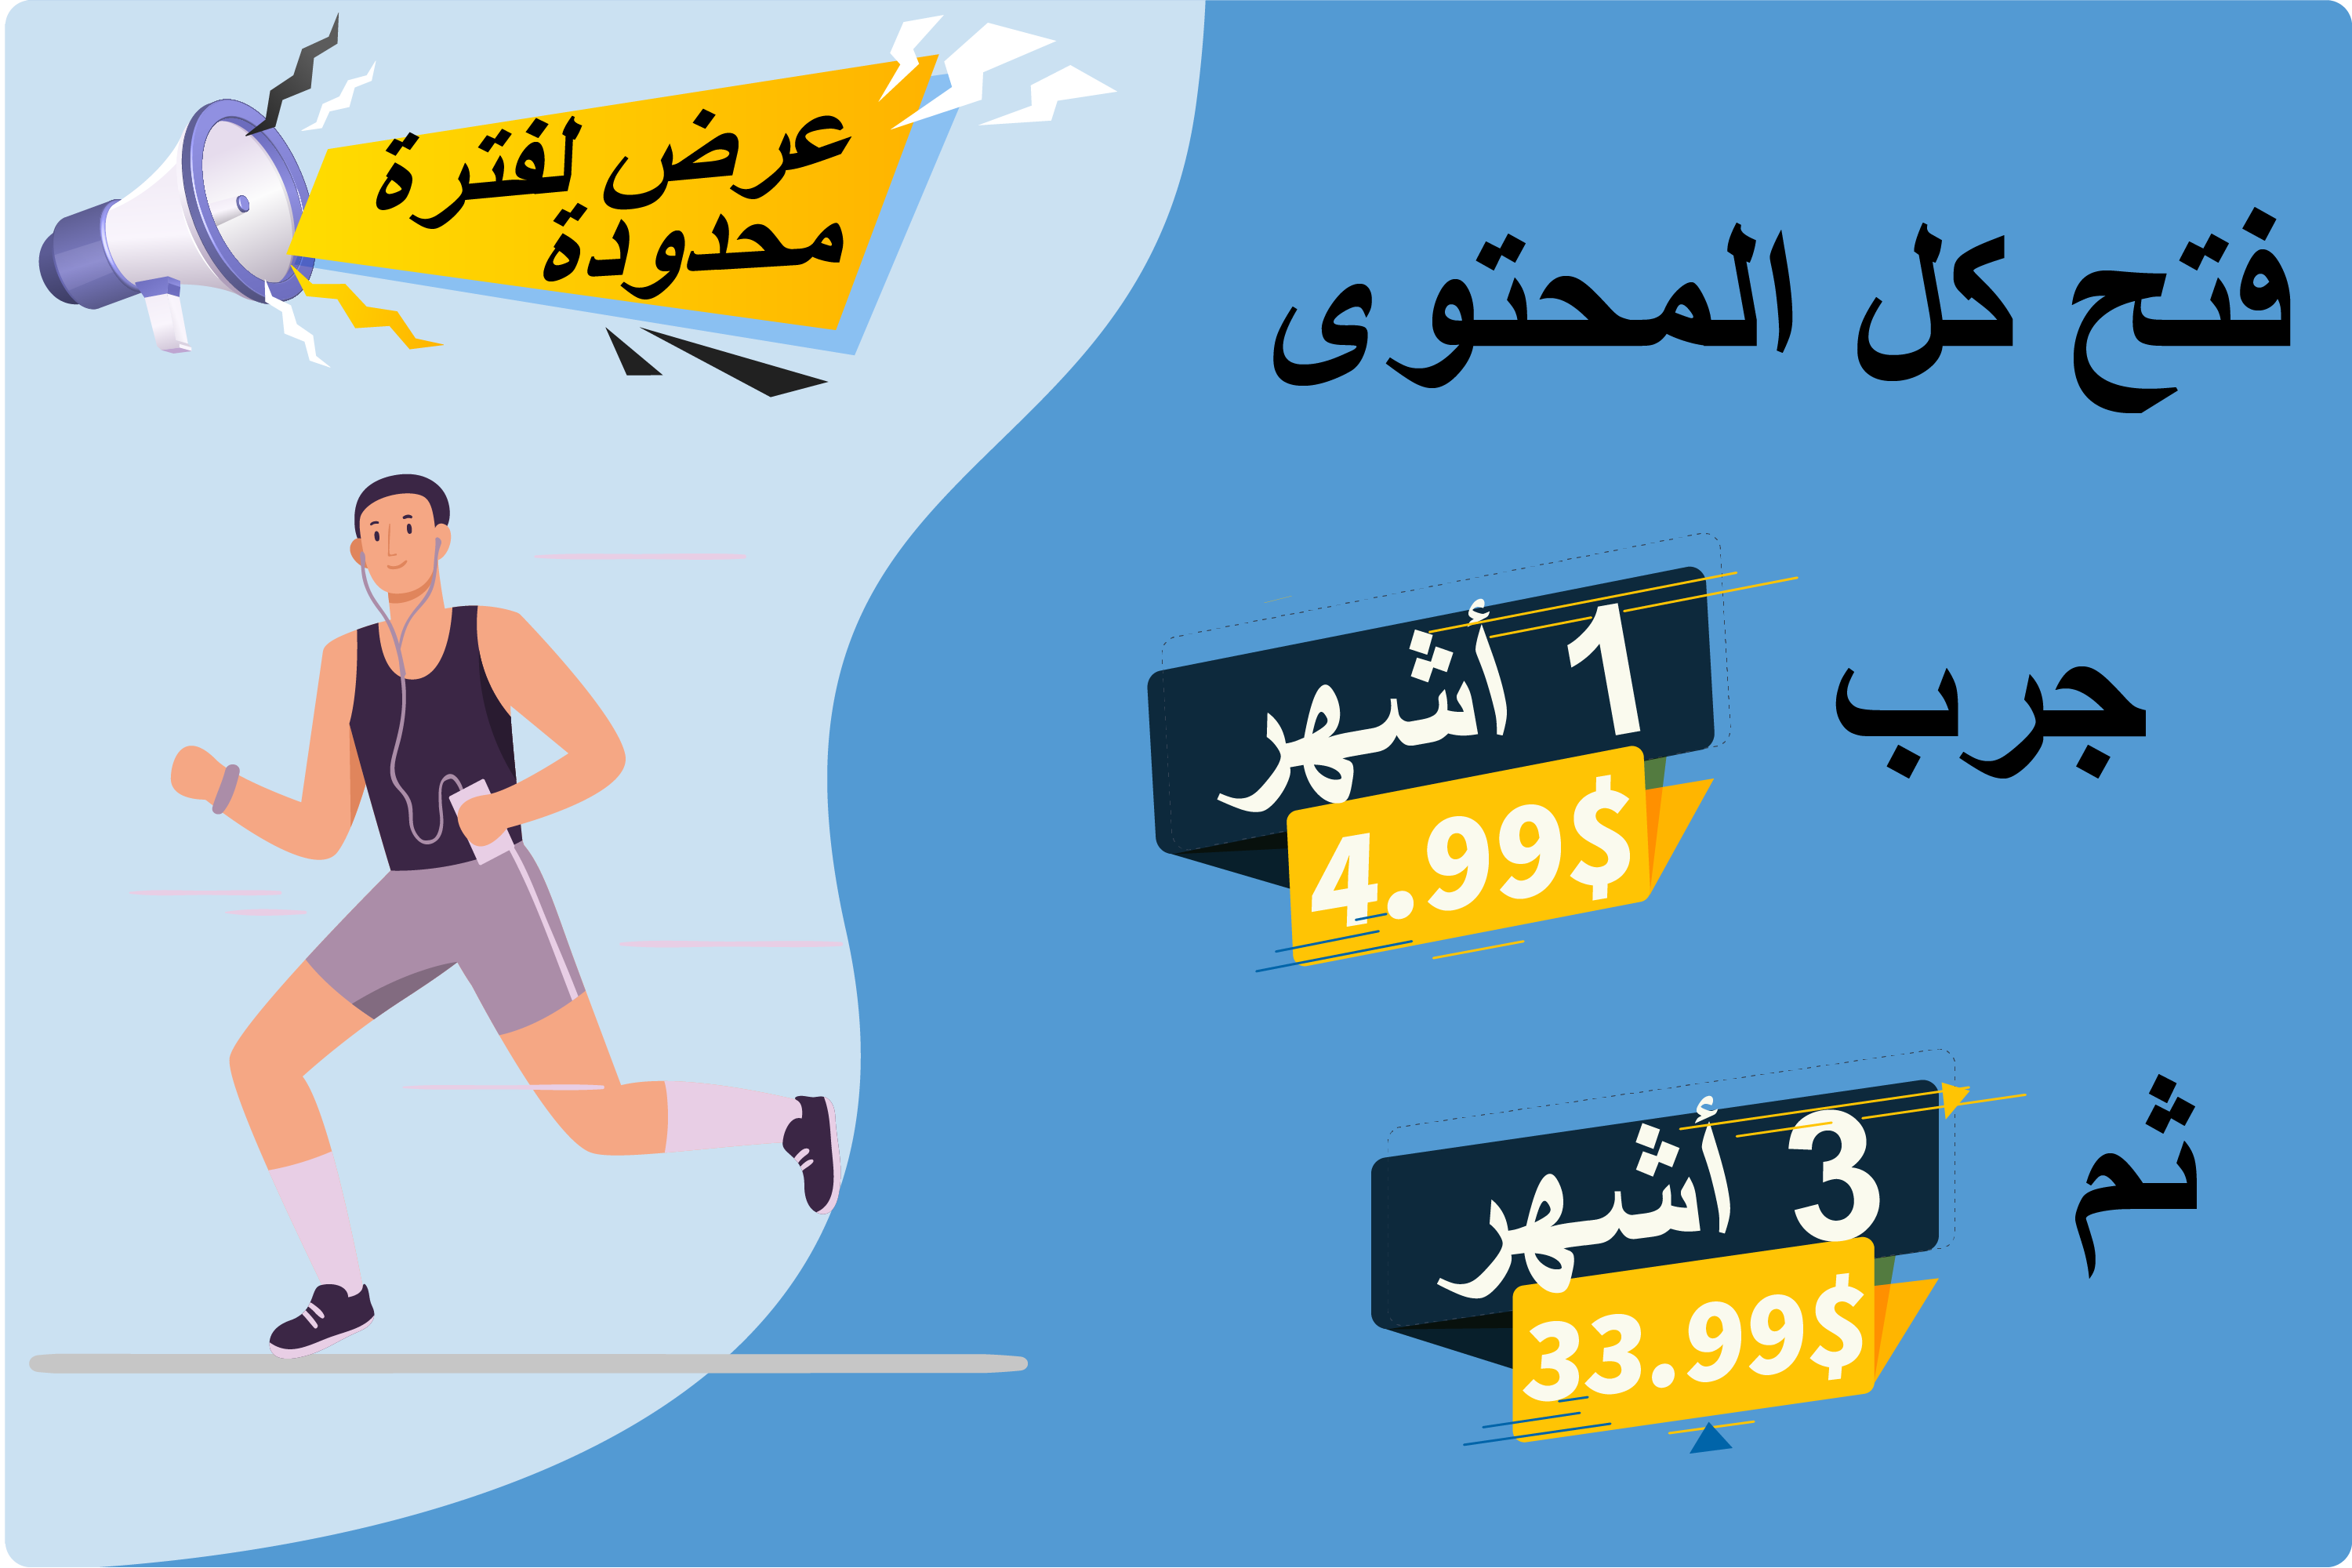 عرض لفترة
محدودة
فتح كل المحتوى
جرب
1 أشهر
4.99$
ثم
3 أشهر
33.99$